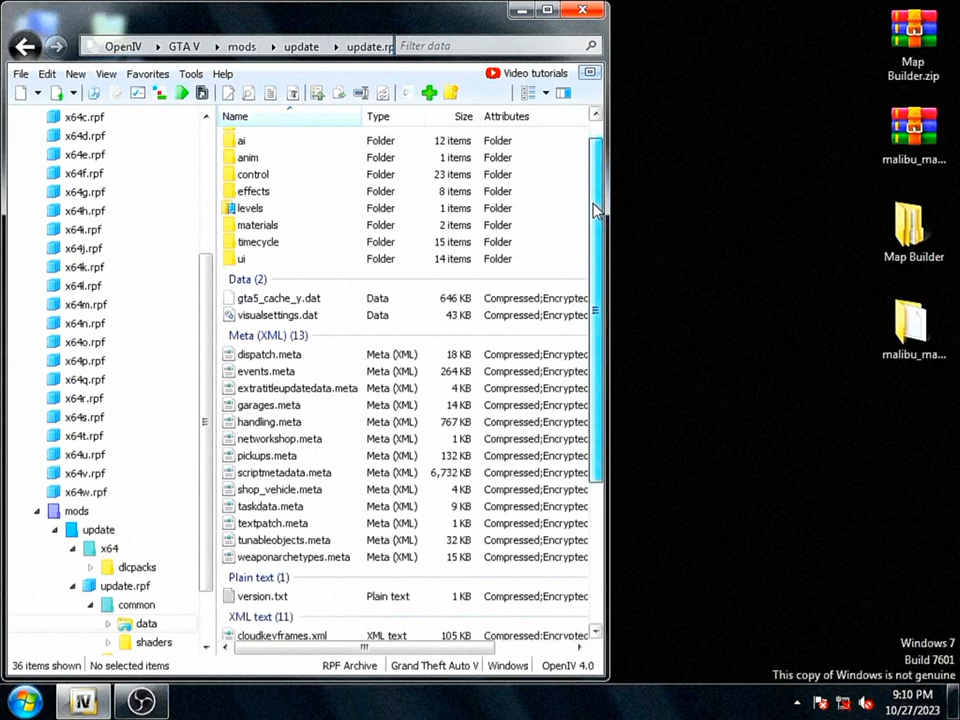 OpenIV
GTA V
mods
update
update.rp
Filter data
File
Edit
New
View
Favorites
Tools
Help
Video tutorials
x64c.rpf
x64d.rpf
x64e.rpf
x64f.rpf
x64g.rpf
x64h.rpf
x64i.rpf
x64j.rpf
x64k.rpf
x64l.rpf
x64m.rpf
x64n.rpf
x64o.rpf
x64p.rpf
x64q.rpf
x64r.rpf
x64s.rpf
x64t.rpf
x64u.rpf
x64v.rpf
x64w.rpf
mods
update
x64
dlcpacks
update.rpf
common
data
shaders
Name Type Size Attributes
ai Folder 12 items Folder
anim Folder 1 items Folder
control Folder 23 items Folder
effects Folder 8 items Folder
levels Folder 1 items Folder
materials Folder 2 items Folder
timecycle Folder 15 items Folder
ui Folder 14 items Folder
Data (2)
gta5_cache_y.dat Data 646 KB Compressed;Encrypted
visualsettings.dat Data 43 KB Compressed;Encrypted
Meta (XML) (13)
dispatch.meta Meta (XML) 18 KB Compressed;Encrypted
events.meta Meta (XML) 264 KB Compressed;Encrypted
extratitleupdatedata.meta Meta (XML) 4 KB Compressed;Encrypted
garages.meta Meta (XML) 14 KB Compressed;Encrypted
handling.meta Meta (XML) 767 KB Compressed;Encrypted
networkshop.meta Meta (XML) 1 KB Compressed;Encrypted
pickups.meta Meta (XML) 132 KB Compressed;Encrypted
scriptmetadata.meta Meta (XML) 6,732 KB Compressed;Encrypted
shop_vehicle.meta Meta (XML) 4 KB Compressed;Encrypted
taskdata.meta Meta (XML) 9 KB Compressed;Encrypted
textpatch.meta Meta (XML) 1 KB Compressed;Encrypted
tunableobjects.meta Meta (XML) 32 KB Compressed;Encrypted
weaponarchetypes.meta Meta (XML) 15 KB Compressed;Encrypted
Plain text (1)
version.txt Plain text 1 KB Compressed;Encrypted
XML text (11)
cloudkeyframes.xml XML text 105 KB Compressed;Encrypted
36 items shown
No selected items
RPF Archive
Grand Theft Auto V
Windows
OpenIV 4.0
Map
Builder.zip
malibu_ma...
Map Builder
malibu_ma...
Windows 7
Build 7601
This copy of Windows is not genuine
9:10 PM
10/27/2023